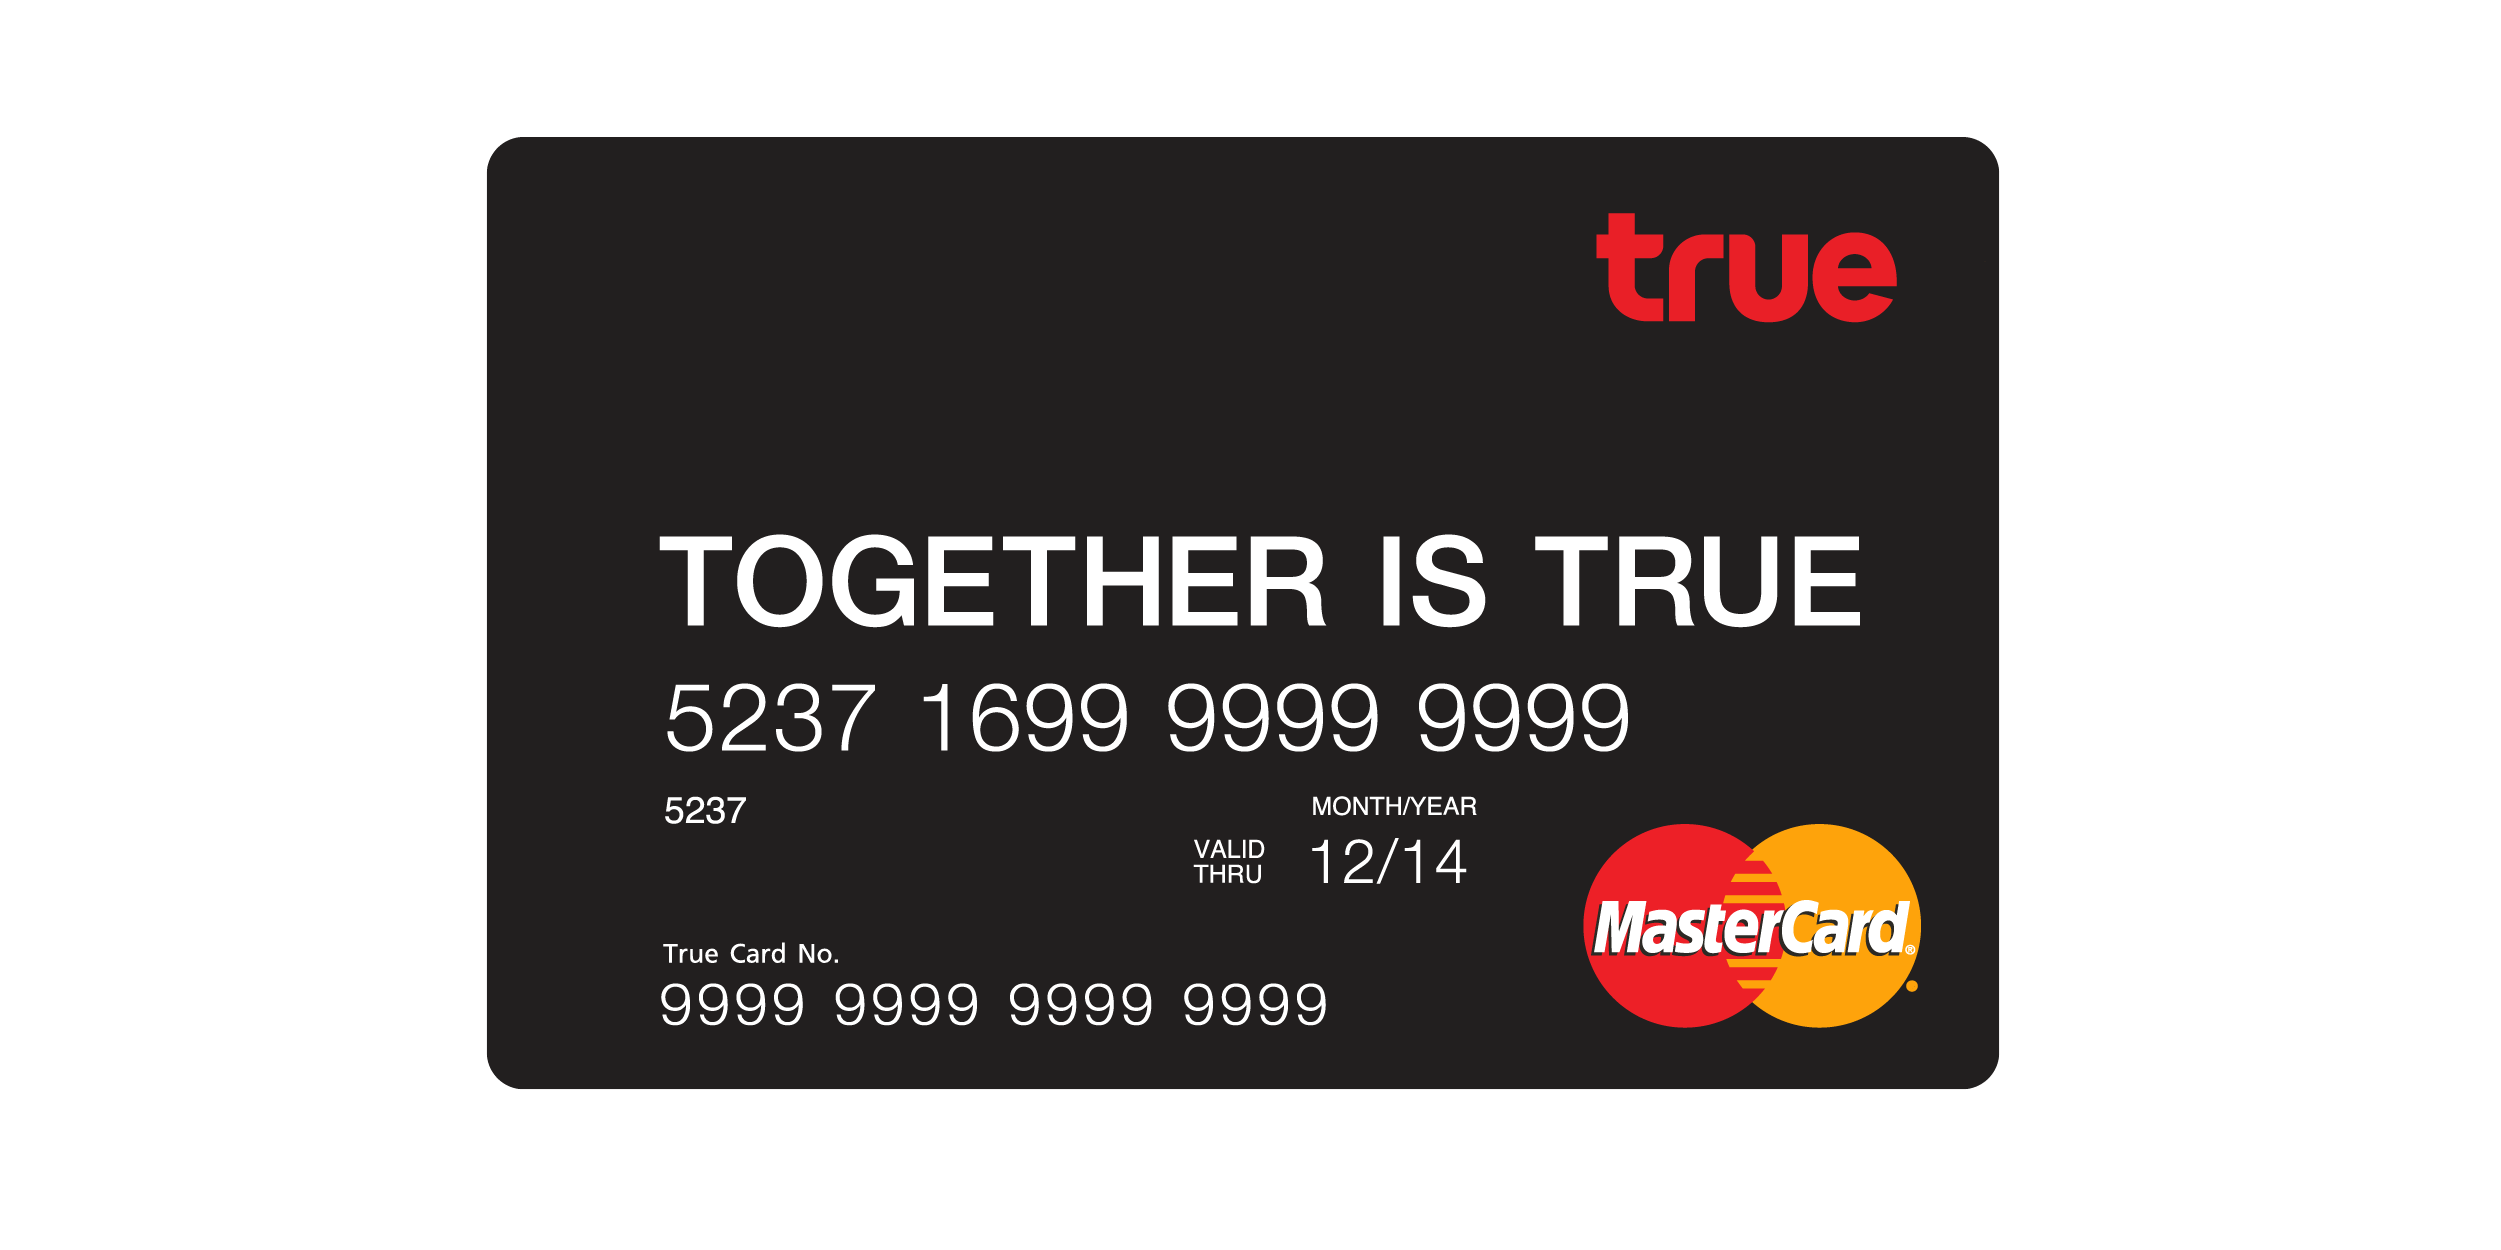 true
TOGETHER IS TRUE
5237 1699 9999 9999
5237
MONTH/YEAR
VALID THRU 12/14
MasterCard®
True Card No.
9999 9999 9999 9999